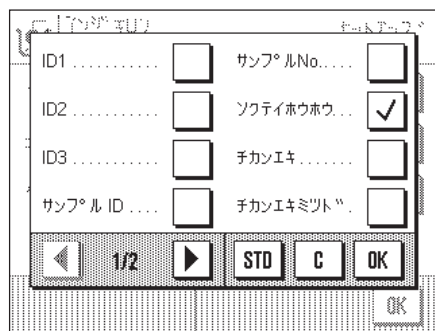 ID1 ...........
サンプルNo.....
ID2 ...........
ソクテイホウホウ...
ID3 ...........
チカンエキ.......
サンプル ID ....
チカンエキミツド.
1/2
STD
C
OK
OK